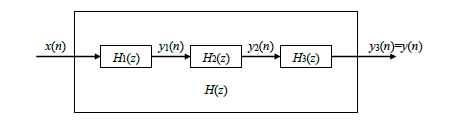 x(n) y₁(n) y₂(n) y₃(n)=y(n)
H₁(z) H₂(z) H₃(z)
H(z)